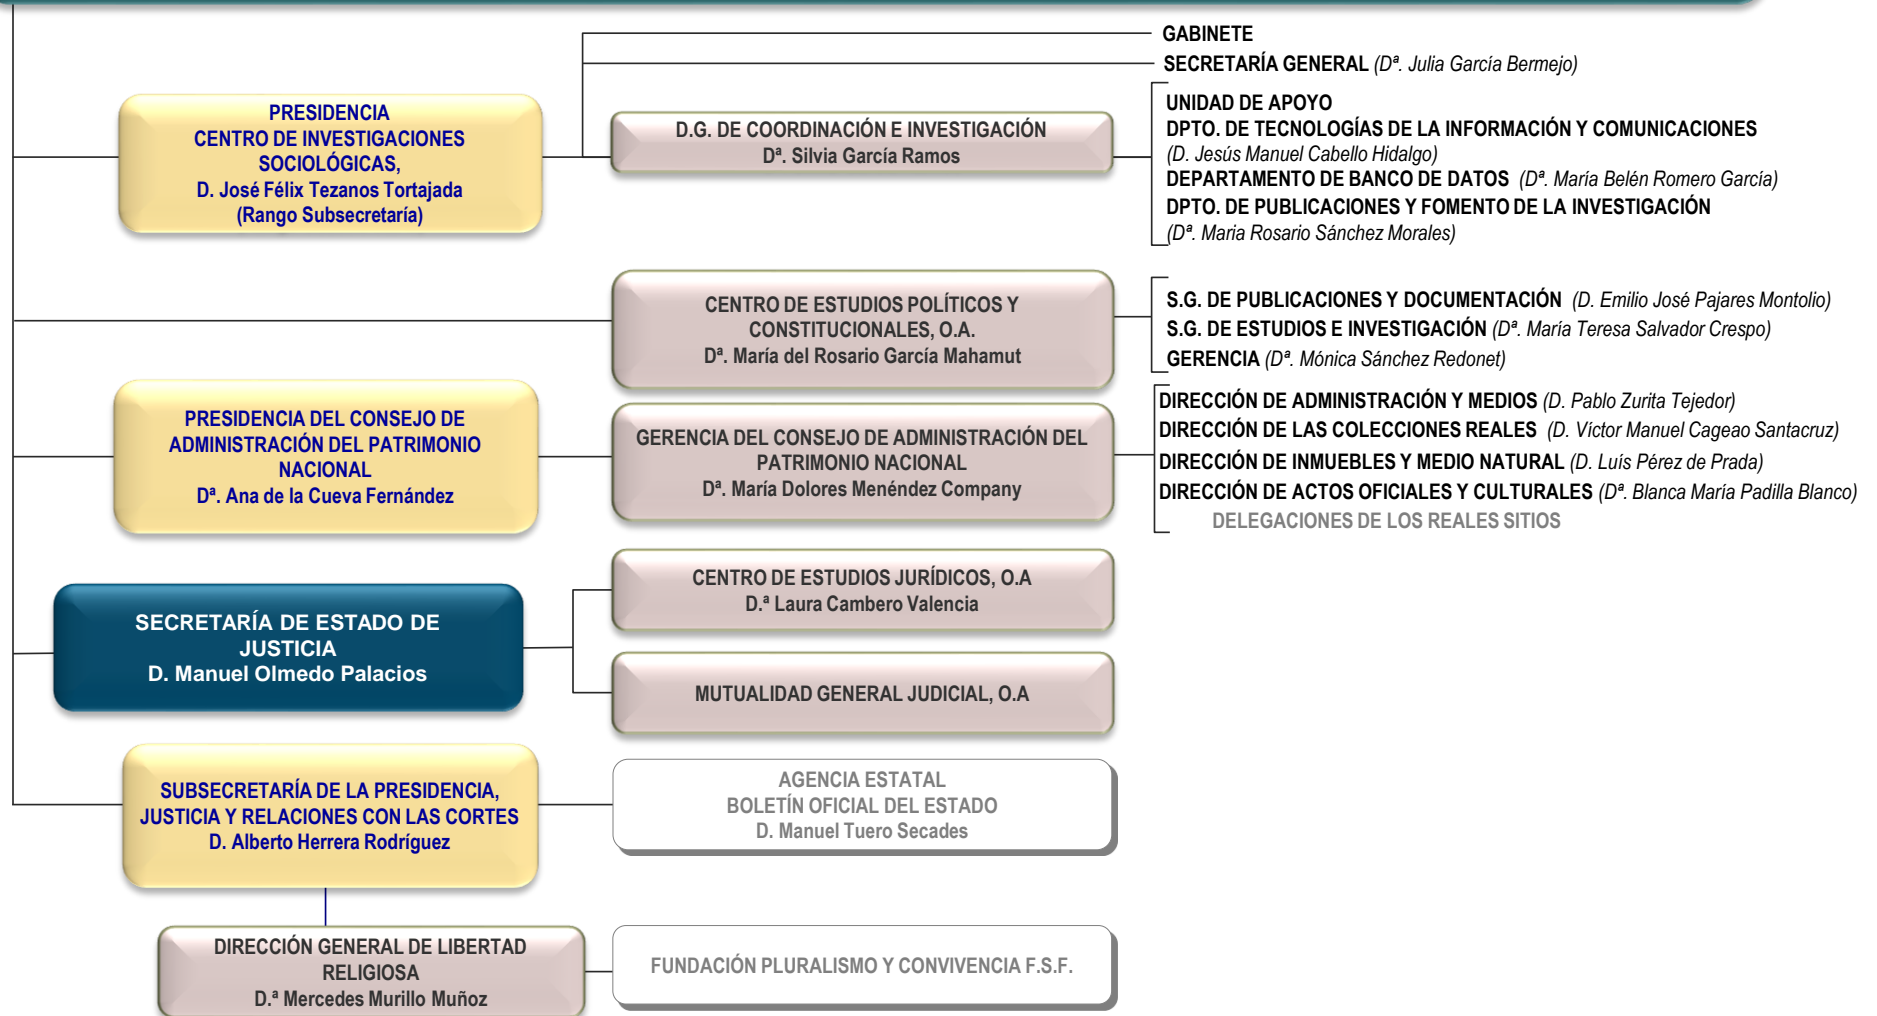 GABINETE
SECRETARÍA GENERAL (Dª. Julia García Bermejo)
PRESIDENCIA
CENTRO DE INVESTIGACIONES
SOCIOLÓGICAS,
D. José Félix Tezanos Tortajada
(Rango Subsecretaría)
D.G. DE COORDINACIÓN E INVESTIGACIÓN
Dª. Silvia García Ramos
UNIDAD DE APOYO
DPTO. DE TECNOLOGÍAS DE LA INFORMACIÓN Y COMUNICACIONES
(D. Jesús Manuel Cabello Hidalgo)
DEPARTAMENTO DE BANCO DE DATOS (Dª. María Belén Romero García)
DPTO. DE PUBLICACIONES Y FOMENTO DE LA INVESTIGACIÓN
(Dª. Maria Rosario Sánchez Morales)
CENTRO DE ESTUDIOS POLÍTICOS Y
CONSTITUCIONALES, O.A.
Dª. María del Rosario García Mahamut
S.G. DE PUBLICACIONES Y DOCUMENTACIÓN (D. Emilio José Pajares Montolio)
S.G. DE ESTUDIOS E INVESTIGACIÓN (Dª. María Teresa Salvador Crespo)
GERENCIA (Dª. Mónica Sánchez Redonet)
PRESIDENCIA DEL CONSEJO DE
ADMINISTRACIÓN DEL PATRIMONIO
NACIONAL
Dª. Ana de la Cueva Fernández
GERENCIA DEL CONSEJO DE ADMINISTRACIÓN DEL
PATRIMONIO NACIONAL
Dª. María Dolores Menéndez Company
DIRECCIÓN DE ADMINISTRACIÓN Y MEDIOS (D. Pablo Zurita Tejedor)
DIRECCIÓN DE LAS COLECCIONES REALES (D. Víctor Manuel Cageao Santacruz)
DIRECCIÓN DE INMUEBLES Y MEDIO NATURAL (D. Luís Pérez de Prada)
DIRECCIÓN DE ACTOS OFICIALES Y CULTURALES (Dª. Blanca María Padilla Blanco)
DELEGACIONES DE LOS REALES SITIOS
SECRETARÍA DE ESTADO DE
JUSTICIA
D. Manuel Olmedo Palacios
CENTRO DE ESTUDIOS JURÍDICOS, O.A
D.ª Laura Cambero Valencia
MUTUALIDAD GENERAL JUDICIAL, O.A
SUBSECRETARÍA DE LA PRESIDENCIA,
JUSTICIA Y RELACIONES CON LAS CORTES
D. Alberto Herrera Rodríguez
AGENCIA ESTATAL
BOLETÍN OFICIAL DEL ESTADO
D. Manuel Tuero Secades
DIRECCIÓN GENERAL DE LIBERTAD
RELIGIOSA
D.ª Mercedes Murillo Muñoz
FUNDACIÓN PLURALISMO Y CONVIVENCIA F.S.F.